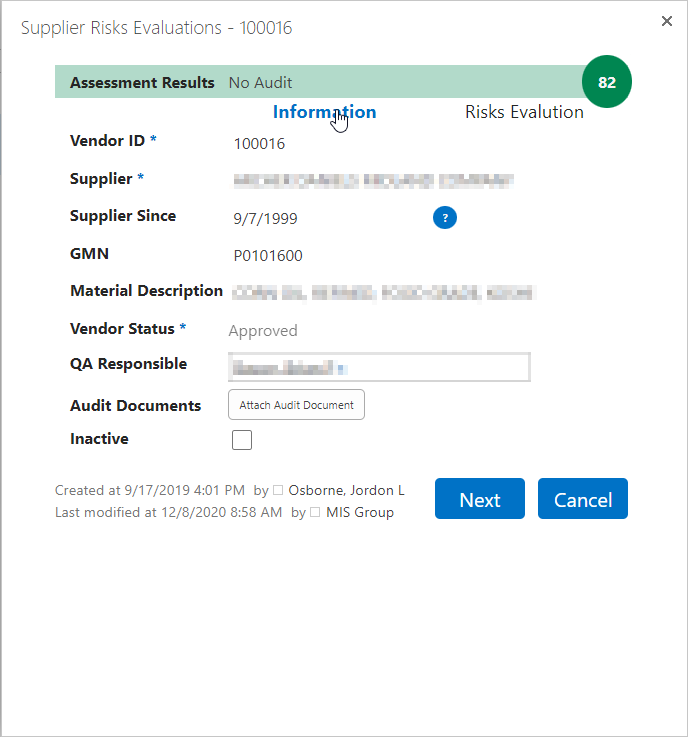 Supplier Risks Evaluations - 100016
Assessment Results No Audit 82
Information Risks Evalution
Vendor ID * 100016
Supplier *
Supplier Since 9/7/1999 ?
GMN P0101600
Material Description
Vendor Status * Approved
QA Responsible
Audit Documents Attach Audit Document
Inactive
Created at 9/17/2019 4:01 PM by Osborne, Jordon L
Last modified at 12/8/2020 8:58 AM by MIS Group
Next Cancel